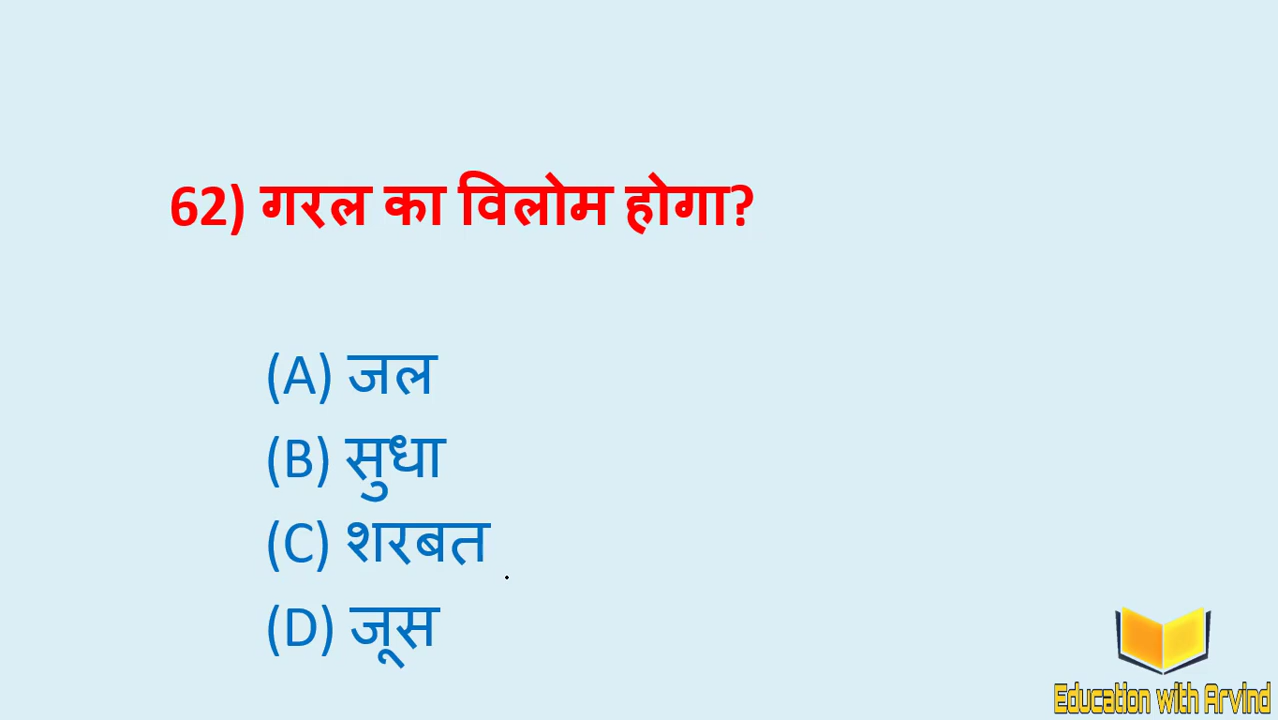 62) गरल का विलोम होगा?
(A) जल
(B) सुधा
(C) शरबत
(D) जूस
Education with Arvind